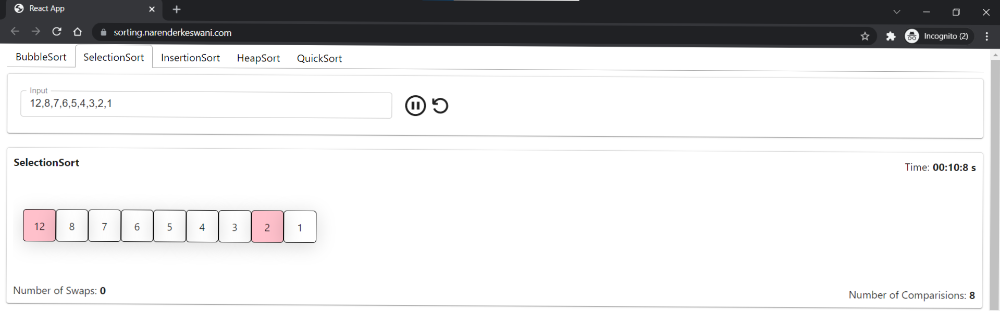 React App
sorting.narenderkeswani.com
Incognito (2)
BubbleSort SelectionSort InsertionSort HeapSort QuickSort
Input
12,8,7,6,5,4,3,2,1
SelectionSort
Time: 00:10:8 s
12 8 7 6 5 4 3 2 1
Number of Swaps: 0
Number of Comparisions: 8